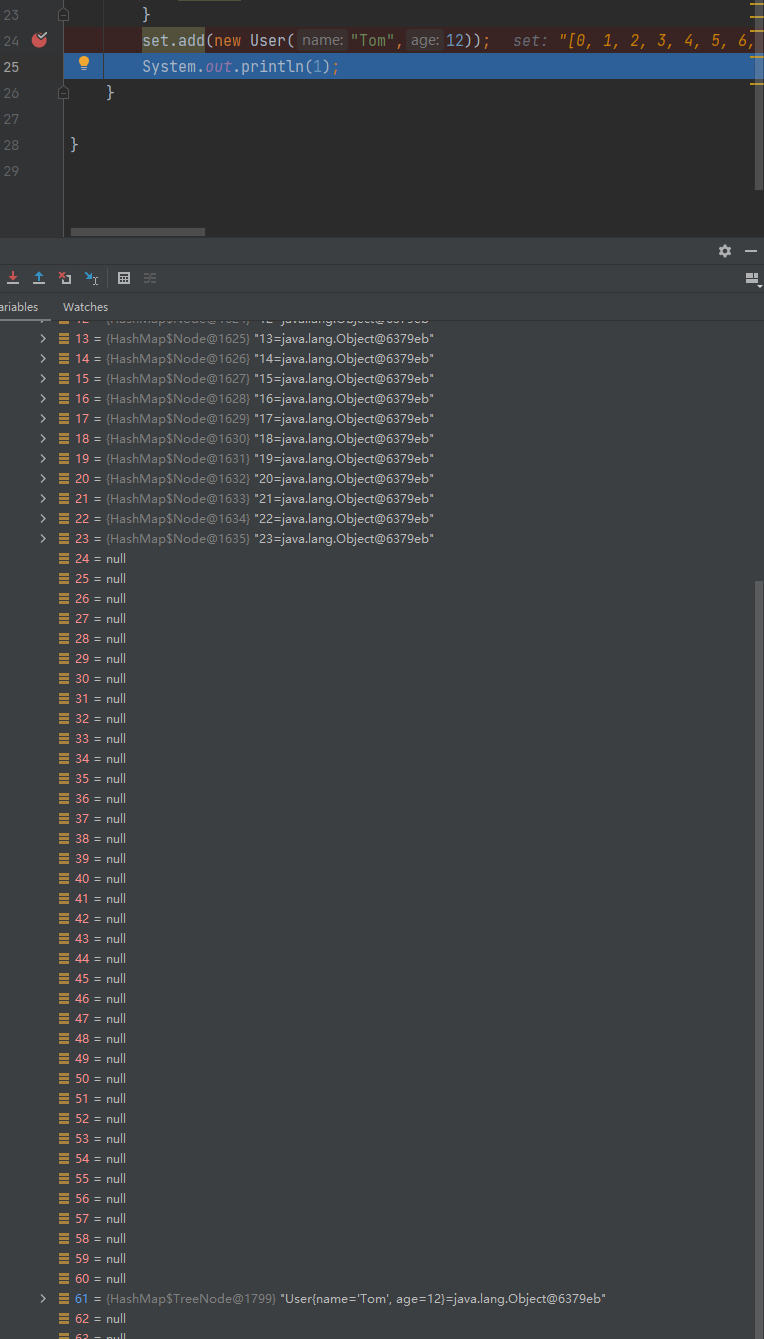 23 }
24 set.add(new User( name: "Tom", age: 12)); set: "[0, 1, 2, 3, 4, 5, 6,
25 System.out.println(1);
26 }
27
28 }
29
ariables Watches
12 = {HashMap$Node@1624} "12=java.lang.Object@6379eb"
13 = {HashMap$Node@1625} "13=java.lang.Object@6379eb"
14 = {HashMap$Node@1626} "14=java.lang.Object@6379eb"
15 = {HashMap$Node@1627} "15=java.lang.Object@6379eb"
16 = {HashMap$Node@1628} "16=java.lang.Object@6379eb"
17 = {HashMap$Node@1629} "17=java.lang.Object@6379eb"
18 = {HashMap$Node@1630} "18=java.lang.Object@6379eb"
19 = {HashMap$Node@1631} "19=java.lang.Object@6379eb"
20 = {HashMap$Node@1632} "20=java.lang.Object@6379eb"
21 = {HashMap$Node@1633} "21=java.lang.Object@6379eb"
22 = {HashMap$Node@1634} "22=java.lang.Object@6379eb"
23 = {HashMap$Node@1635} "23=java.lang.Object@6379eb"
24 = null
25 = null
26 = null
27 = null
28 = null
29 = null
30 = null
31 = null
32 = null
33 = null
34 = null
35 = null
36 = null
37 = null
38 = null
39 = null
40 = null
41 = null
42 = null
43 = null
44 = null
45 = null
46 = null
47 = null
48 = null
49 = null
50 = null
51 = null
52 = null
53 = null
54 = null
55 = null
56 = null
57 = null
58 = null
59 = null
60 = null
61 = {HashMap$TreeNode@1799} "User{name='Tom', age=12}=java.lang.Object@6379eb"
62 = null
63 = null